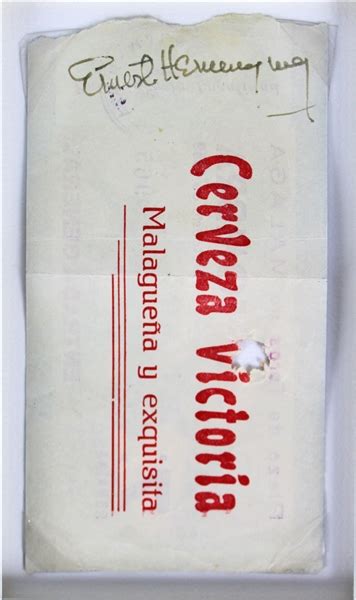 Ernest Hemingway
Cerveza Victoria
Malagueña y exquisita